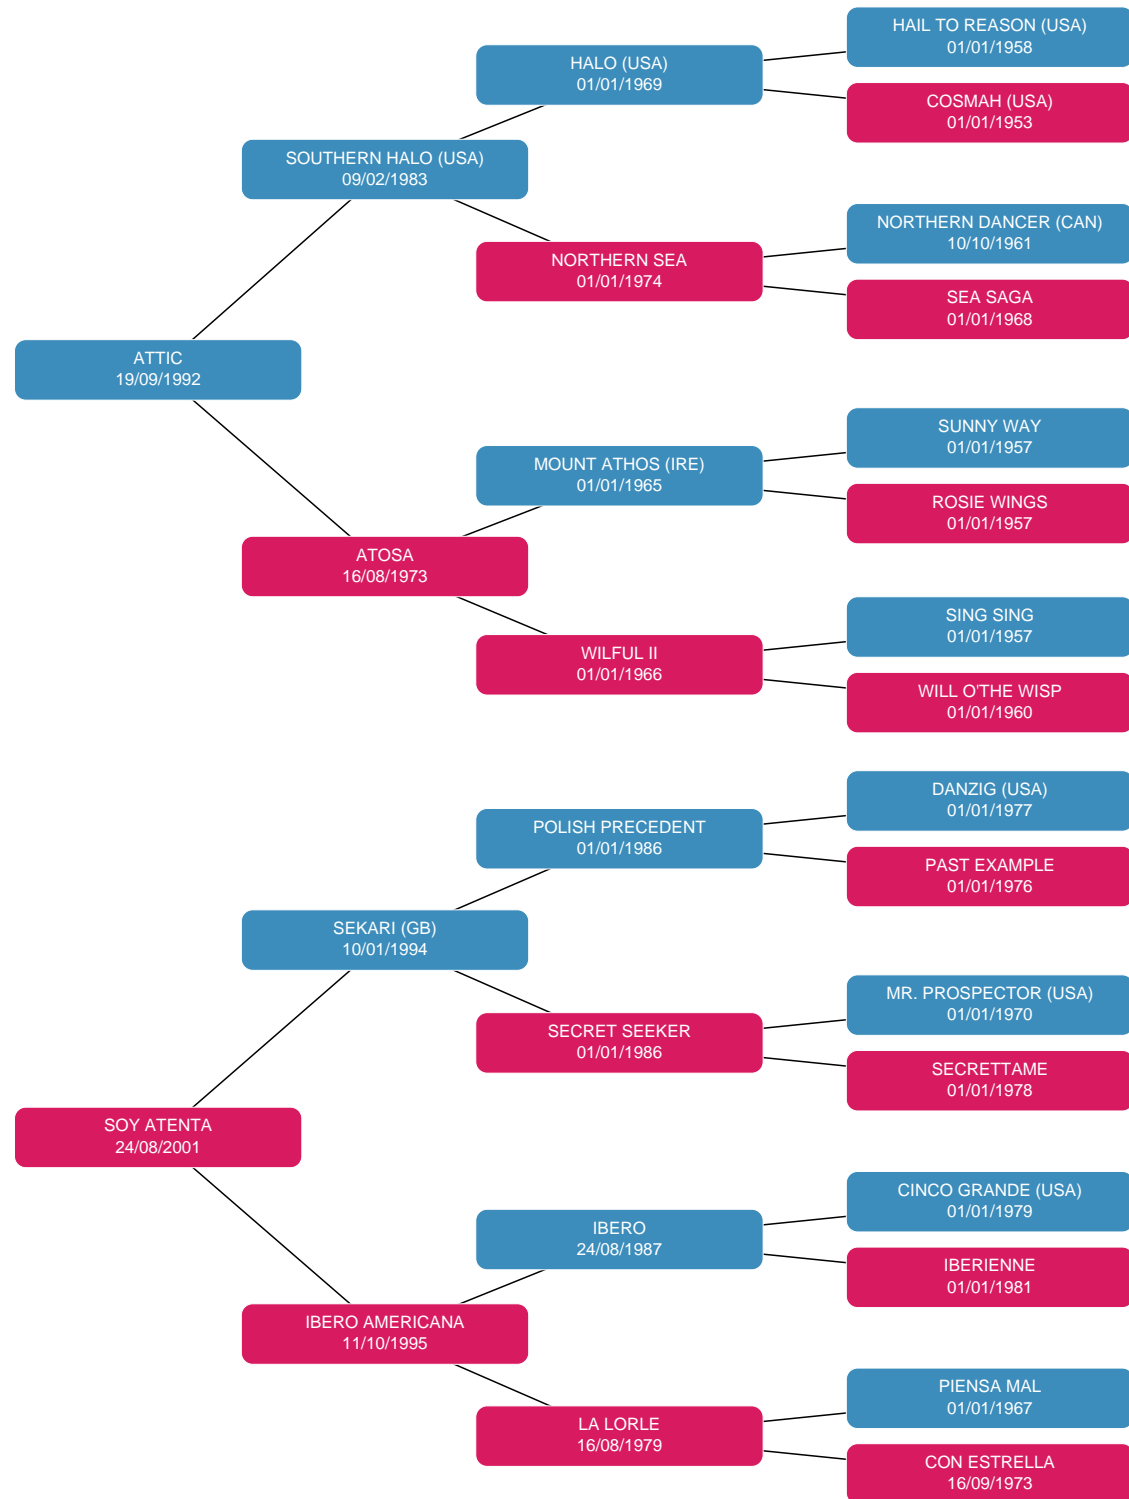 HAIL TO REASON (USA)
01/01/1958
HALO (USA)
01/01/1969
COSMAH (USA)
01/01/1953
SOUTHERN HALO (USA)
09/02/1983
NORTHERN DANCER (CAN)
10/10/1961
NORTHERN SEA
01/01/1974
SEA SAGA
01/01/1968
ATTIC
19/09/1992
SUNNY WAY
01/01/1957
MOUNT ATHOS (IRE)
01/01/1965
ROSIE WINGS
01/01/1957
ATOSA
16/08/1973
SING SING
01/01/1957
WILFUL II
01/01/1966
WILL O'THE WISP
01/01/1960
DANZIG (USA)
01/01/1977
POLISH PRECEDENT
01/01/1986
PAST EXAMPLE
01/01/1976
SEKARI (GB)
10/01/1994
MR. PROSPECTOR (USA)
01/01/1970
SECRET SEEKER
01/01/1986
SECRETTAME
01/01/1978
SOY ATENTA
24/08/2001
CINCO GRANDE (USA)
01/01/1979
IBERO
24/08/1987
IBERIENNE
01/01/1981
IBERO AMERICANA
11/10/1995
PIENSA MAL
01/01/1967
LA LORLE
16/08/1979
CON ESTRELLA
16/09/1973